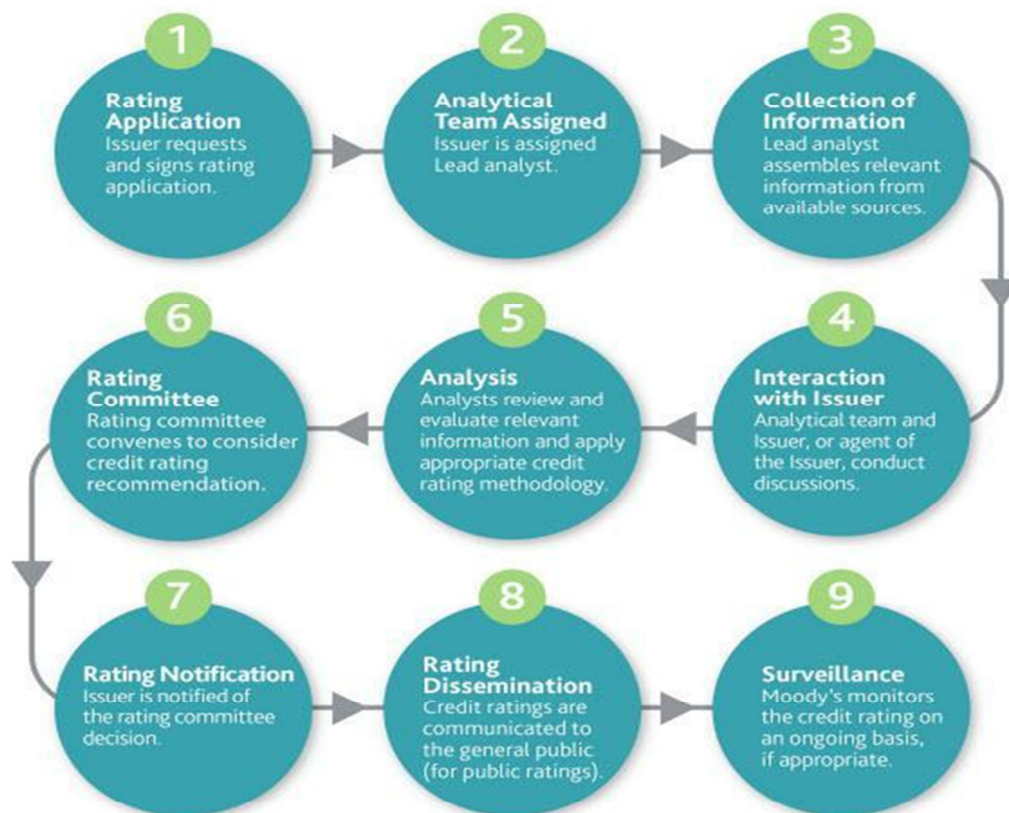 1
Rating
Application
Issuer requests
and signs rating
application.
2
Analytical
Team Assigned
Issuer is assigned
Lead analyst.
3
Collection of
Information
Lead analyst
assembles relevant
information from
available sources.
4
Interaction
with Issuer
Analytical team and
Issuer, or agent of
the Issuer, conduct
discussions.
5
Analysis
Analysts review and
evaluate relevant
information and apply
appropriate credit
rating methodology.
6
Rating
Committee
Rating committee
convenes to consider
credit rating
recommendation.
7
Rating Notification
Issuer is notified of
the rating committee
decision.
8
Rating
Dissemination
Credit ratings are
communicated to
the general public
(for public ratings).
9
Surveillance
Moody's monitors
the credit rating on
an ongoing basis,
if appropriate.